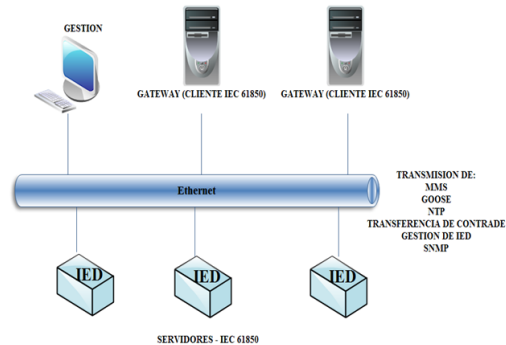 GESTION
GATEWAY (CLIENTE IEC 61850)
GATEWAY (CLIENTE IEC 61850)
Ethernet
TRANSMISION DE:
MMS
GOOSE
NTP
TRANSFERENCIA DE CONTRADE
GESTION DE IED
SNMP
IED
IED
IED
SERVIDORES - IEC 61850